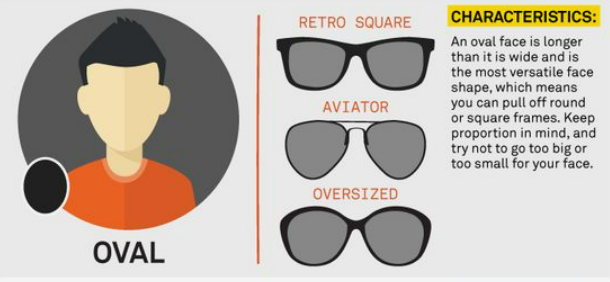 OVAL
RETRO SQUARE
AVIATOR
OVERSIZED
CHARACTERISTICS:
An oval face is longer
than it is wide and is
the most versatile face
shape, which means
you can pull off round
or square frames. Keep
proportion in mind, and
try not to go too big or
too small for your face.